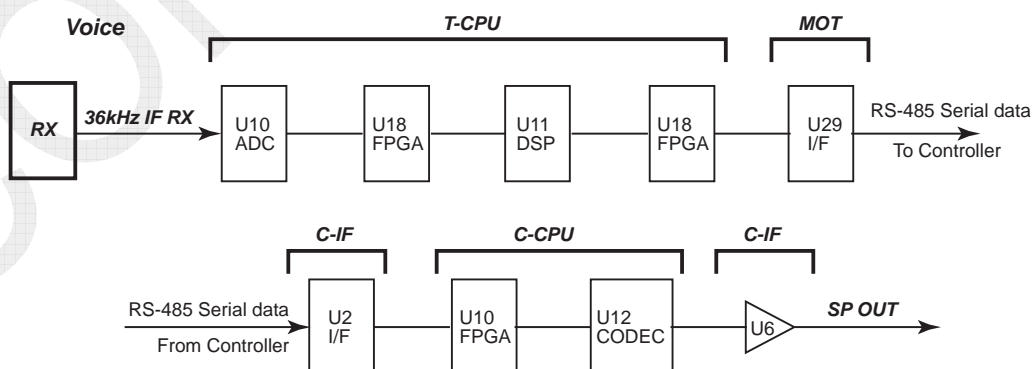 Voice
T-CPU
MOT
RX
36kHz IF RX
U10
ADC
U18
FPGA
U11
DSP
U18
FPGA
U29
I/F
RS-485 Serial data
To Controller
C-IF
C-CPU
C-IF
RS-485 Serial data
From Controller
U2
I/F
U10
FPGA
U12
CODEC
U6
SP OUT